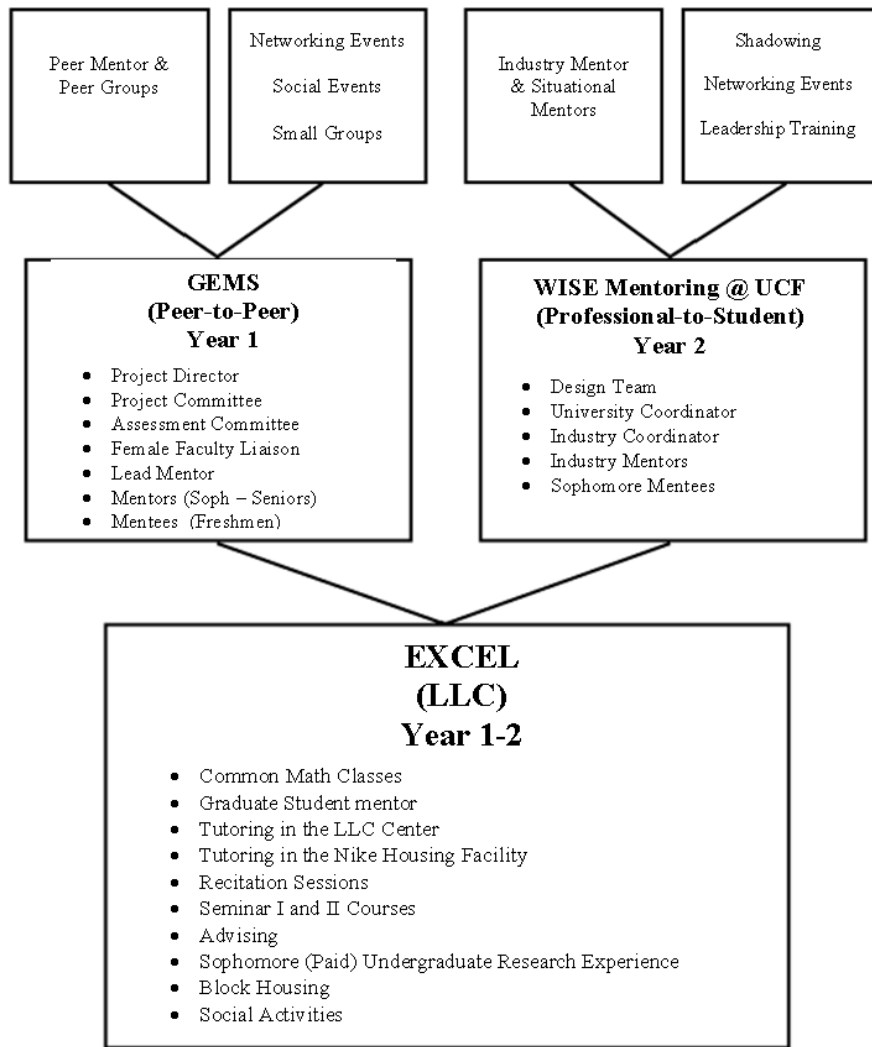 Peer Mentor &
Peer Groups
Networking Events
Social Events
Small Groups
Industry Mentor
& Situational
Mentors
Shadowing
Networking Events
Leadership Training
GEMS
(Peer-to-Peer)
Year 1
• Project Director
• Project Committee
• Assessment Committee
• Female Faculty Liaison
• Lead Mentor
• Mentors (Soph – Seniors)
• Mentees (Freshmen)
WISE Mentoring @ UCF
(Professional-to-Student)
Year 2
• Design Team
• University Coordinator
• Industry Coordinator
• Industry Mentors
• Sophomore Mentees
EXCEL
(LLC)
Year 1-2
• Common Math Classes
• Graduate Student mentor
• Tutoring in the LLC Center
• Tutoring in the Nike Housing Facility
• Recitation Sessions
• Seminar I and II Courses
• Advising
• Sophomore (Paid) Undergraduate Research Experience
• Block Housing
• Social Activities